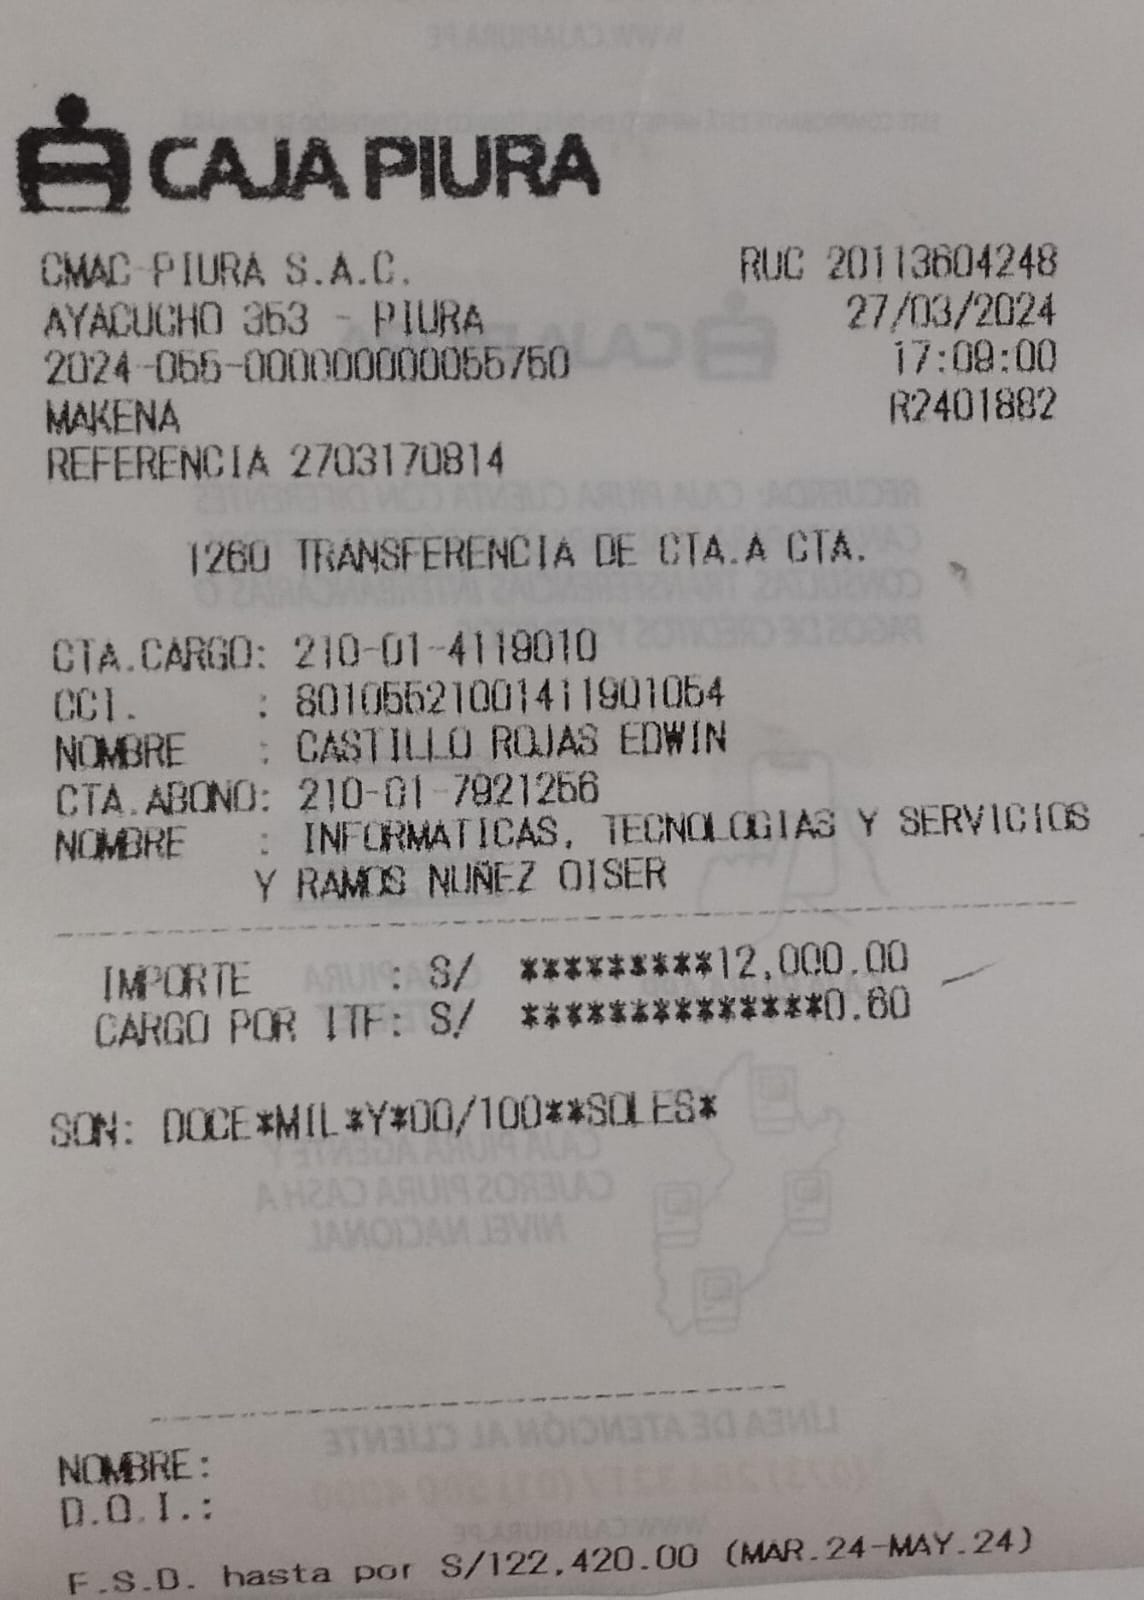 CAJA PIURA
CMAC-PIURA S.A.C. RUC 20113604248
AYACUCHO 353 - PIURA 27/03/2024
2024-055-000000000055750 17:09:00
MAKENA R2401882
REFERENCIA 2703170814
1260 TRANSFERENCIA DE CTA.A CTA.
CTA.CARGO: 210-01-4119010
CCI. : 80105521001411901054
NOMBRE : CASTILLO ROJAS EDWIN
CTA.ABONO: 210-01-7921256
NOMBRE : INFORMATICAS, TECNOLOGIAS Y SERVICIOS
Y RAMOS NUÑEZ OISER
IMPORTE : S/ *********12,000.00
CARGO POR ITF: S/ **************0.60
SON: DOCE*MIL*Y*00/100**SOLES*
NOMBRE:
D.O.I.:
F.S.D. hasta por S/122,420.00 (MAR.24-MAY.24)